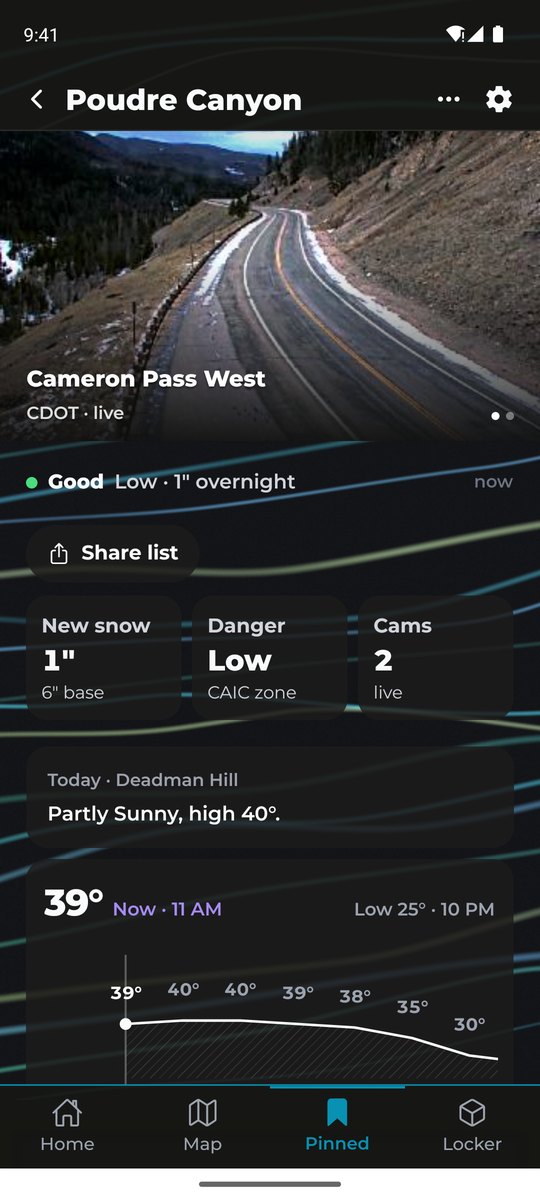 9:41
Poudre Canyon
Cameron Pass West
CDOT · live
Good Low · 1" overnight now
Share list
New snow Danger Cams
1" Low 2
6" base CAIC zone live
Today · Deadman Hill
Partly Sunny, high 40°.
39° Now · 11 AM Low 25° · 10 PM
39° 40° 40° 39° 38° 35° 30°
Home Map Pinned Locker